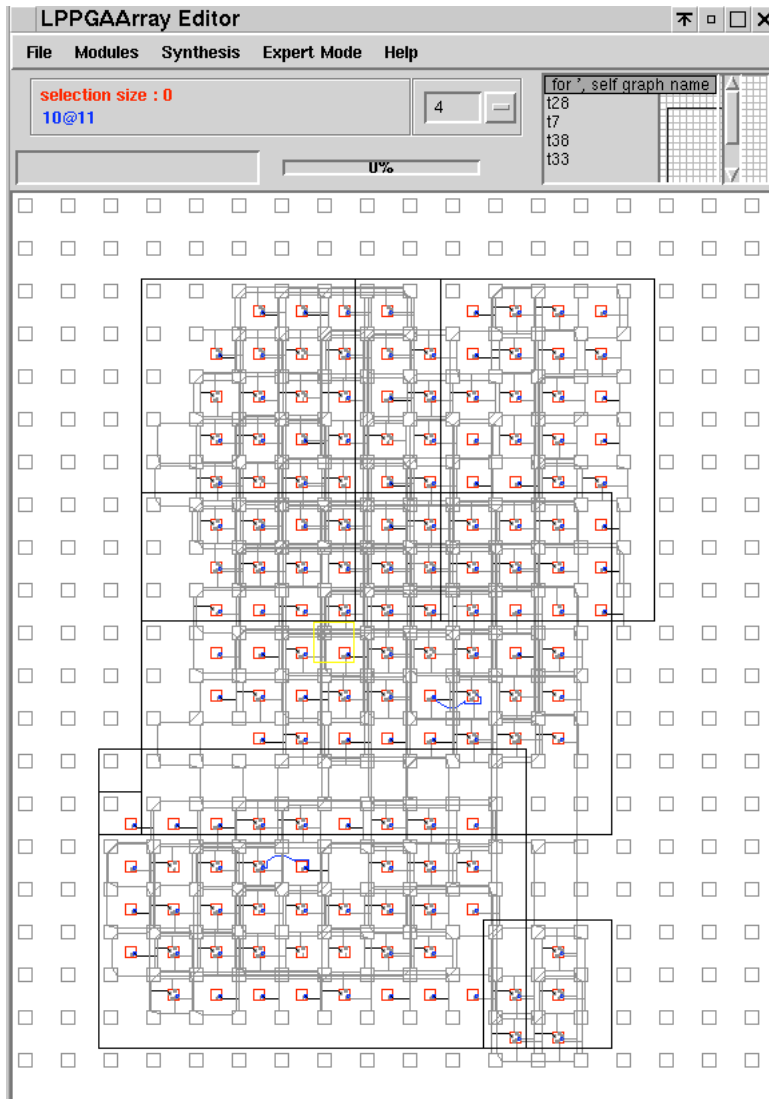 LPPGAArray Editor
File Modules Synthesis Expert Mode Help
selection size : 0
10@11
4
0%
for ', self graph name
t28
t7
t38
t33